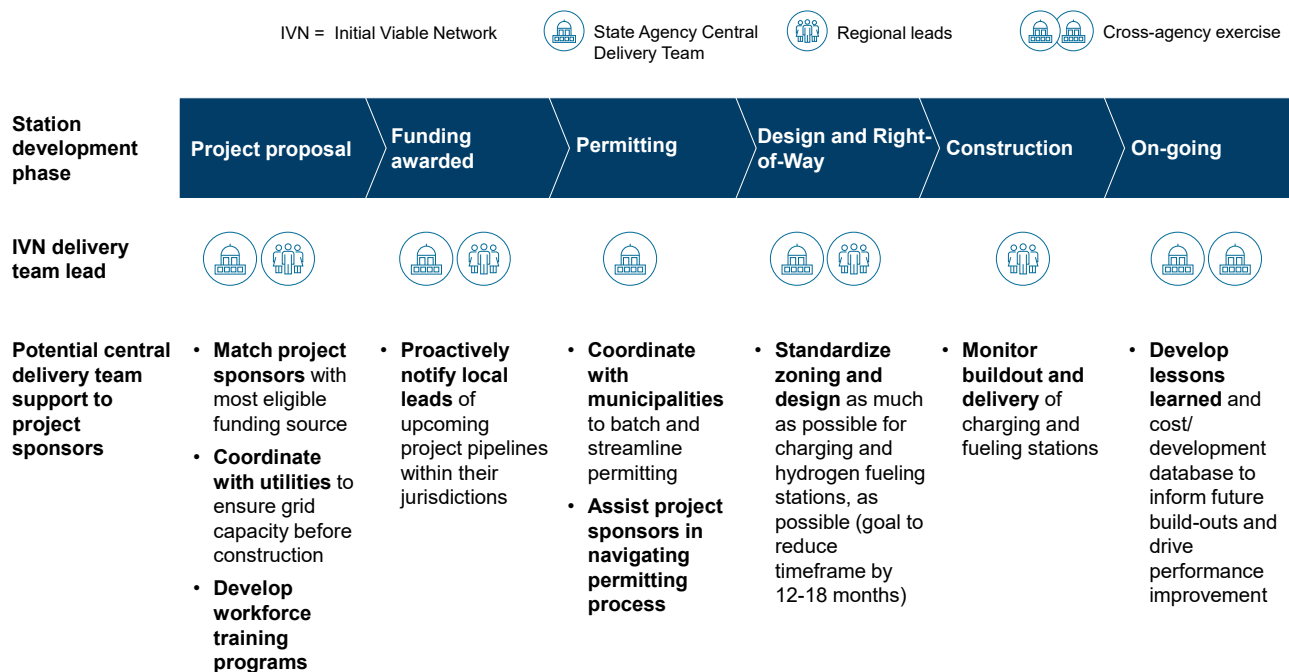 IVN = Initial Viable Network
State Agency Central
Delivery Team
Regional leads
Cross-agency exercise
Station
development
phase
Project proposal
Funding
awarded
Permitting
Design and Right-
of-Way
Construction
On-going
IVN delivery
team lead
Potential central
delivery team
support to
project
sponsors
• Match project
sponsors with
most eligible
funding source
• Coordinate
with utilities to
ensure grid
capacity before
construction
• Develop
workforce
training
programs
• Proactively
notify local
leads of
upcoming
project pipelines
within their
jurisdictions
• Coordinate
with
municipalities
to batch and
streamline
permitting
• Assist project
sponsors in
navigating
permitting
process
• Standardize
zoning and
design as much
as possible for
charging and
hydrogen fueling
stations, as
possible (goal to
reduce
timeframe by
12-18 months)
• Monitor
buildout and
delivery of
charging and
fueling stations
• Develop
lessons
learned and
cost/
development
database to
inform future
build-outs and
drive
performance
improvement